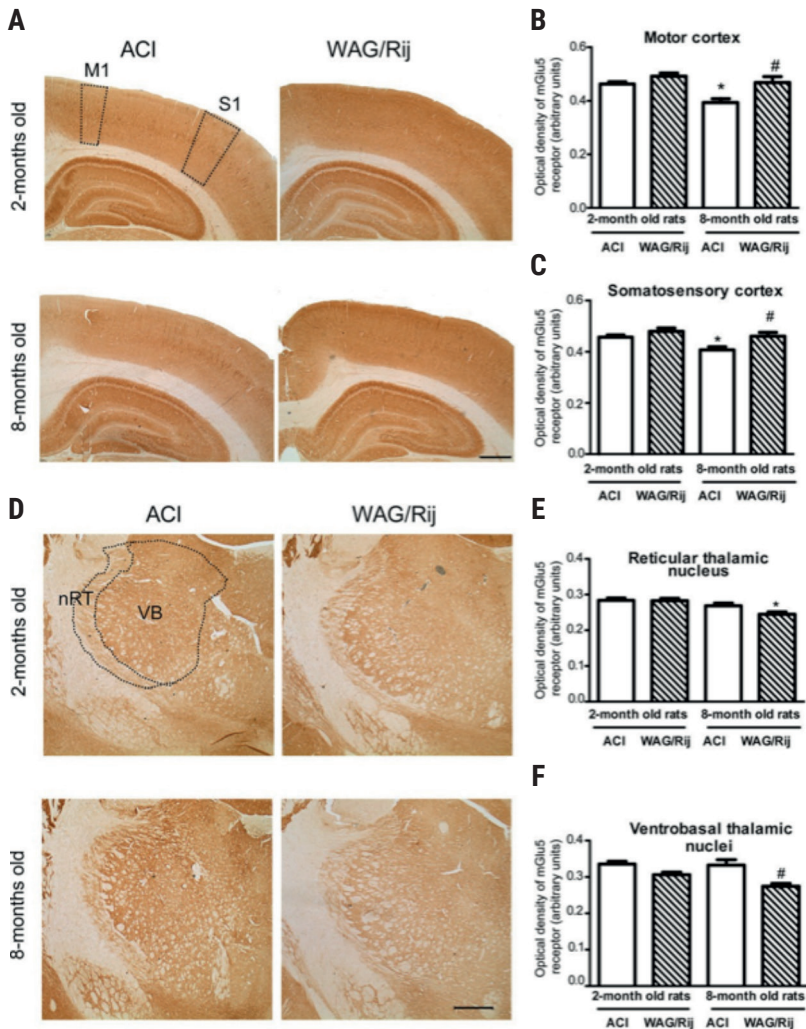 A
ACI
WAG/Rij
M1
S1
2-months old
8-months old
B
Motor cortex
Optical density of mGlu5
receptor (arbitrary units)
0.6
0.4
0.2
0.0
*
#
2-month old rats
8-month old rats
ACI
WAG/Rij
ACI
WAG/Rij
C
Somatosensory cortex
Optical density of mGlu5
receptor (arbitrary units)
0.6
0.4
0.2
0.0
*
#
2-month old rats
8-month old rats
ACI
WAG/Rij
ACI
WAG/Rij
D
ACI
WAG/Rij
nRT
VB
2-months old
8-months old
E
Reticular thalamic
nucleus
Optical density of mGlu5
receptor (arbitrary units)
0.4
0.3
0.2
0.1
0.0
*
2-month old rats
8-month old rats
ACI
WAG/Rij
ACI
WAG/Rij
F
Ventrobasal thalamic
nuclei
Optical density of mGlu5
receptor (arbitrary units)
0.4
0.3
0.2
0.1
0.0
#
2-month old rats
8-month old rats
ACI
WAG/Rij
ACI
WAG/Rij